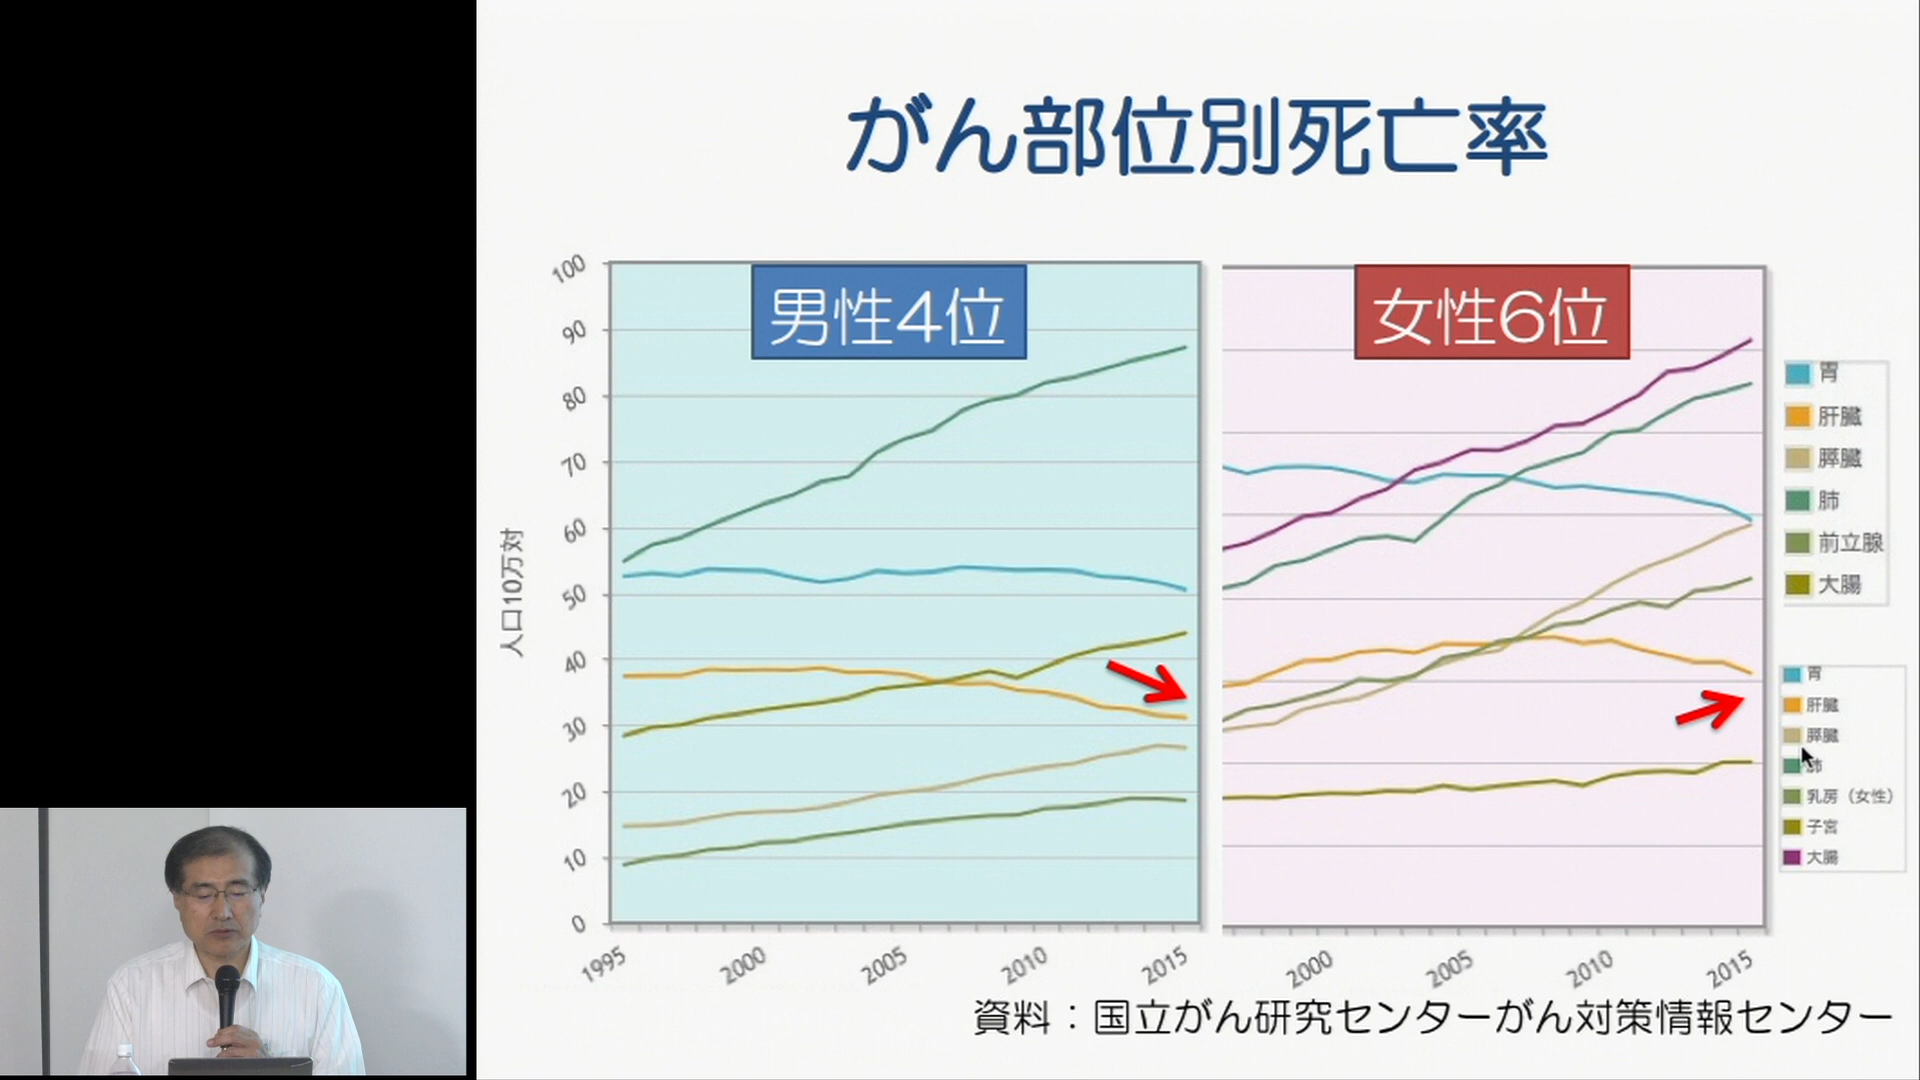 がん部位別死亡率
男性4位
女性6位
人口10万対
100
90
80
70
60
50
40
30
20
10
0
1995
2000
2005
2010
2015
2000
2005
2010
2015
胃
肝臓
膵臓
肺
前立腺
大腸
胃
肝臓
膵臓
肺
乳房（女性）
子宮
大腸
資料：国立がん研究センターがん対策情報センター